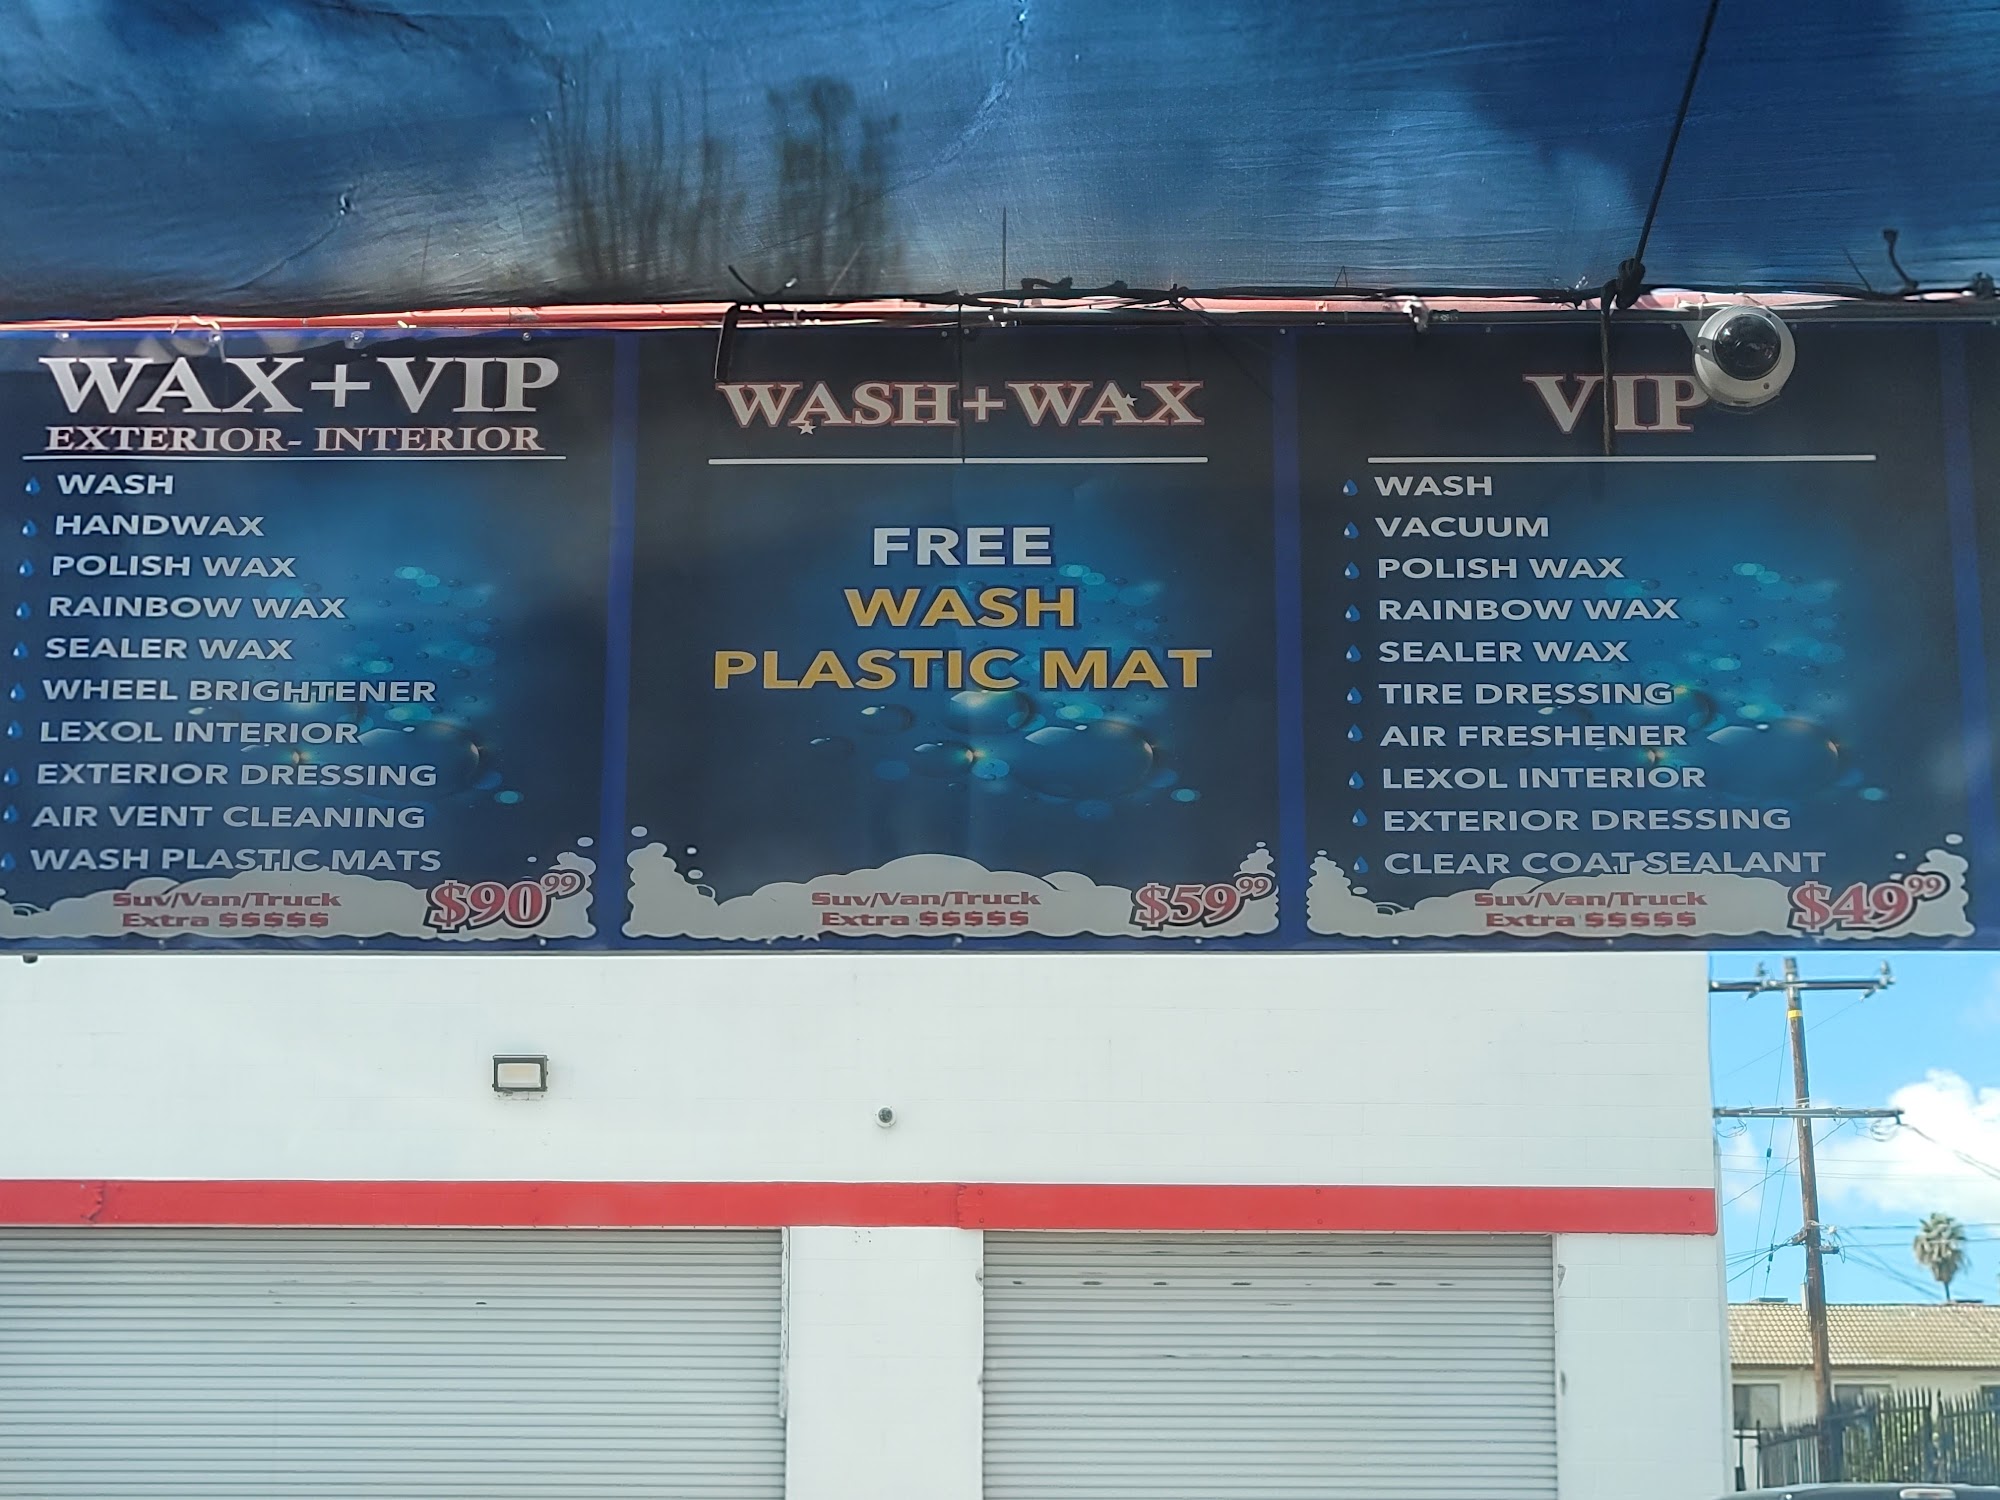 WAX+VIP
EXTERIOR- INTERIOR
WASH
HANDWAX
POLISH WAX
RAINBOW WAX
SEALER WAX
WHEEL BRIGHTENER
LEXOL INTERIOR
EXTERIOR DRESSING
AIR VENT CLEANING
WASH PLASTIC MATS
Suv/Van/Truck
Extra $$$$$
$90.99
WASH+WAX
FREE
WASH
PLASTIC MAT
Suv/Van/Truck
Extra $$$$$
$59.99
VIP
WASH
VACUUM
POLISH WAX
RAINBOW WAX
SEALER WAX
TIRE DRESSING
AIR FRESHENER
LEXOL INTERIOR
EXTERIOR DRESSING
CLEAR COAT SEALANT
Suv/Van/Truck
Extra $$$$$
$49.99